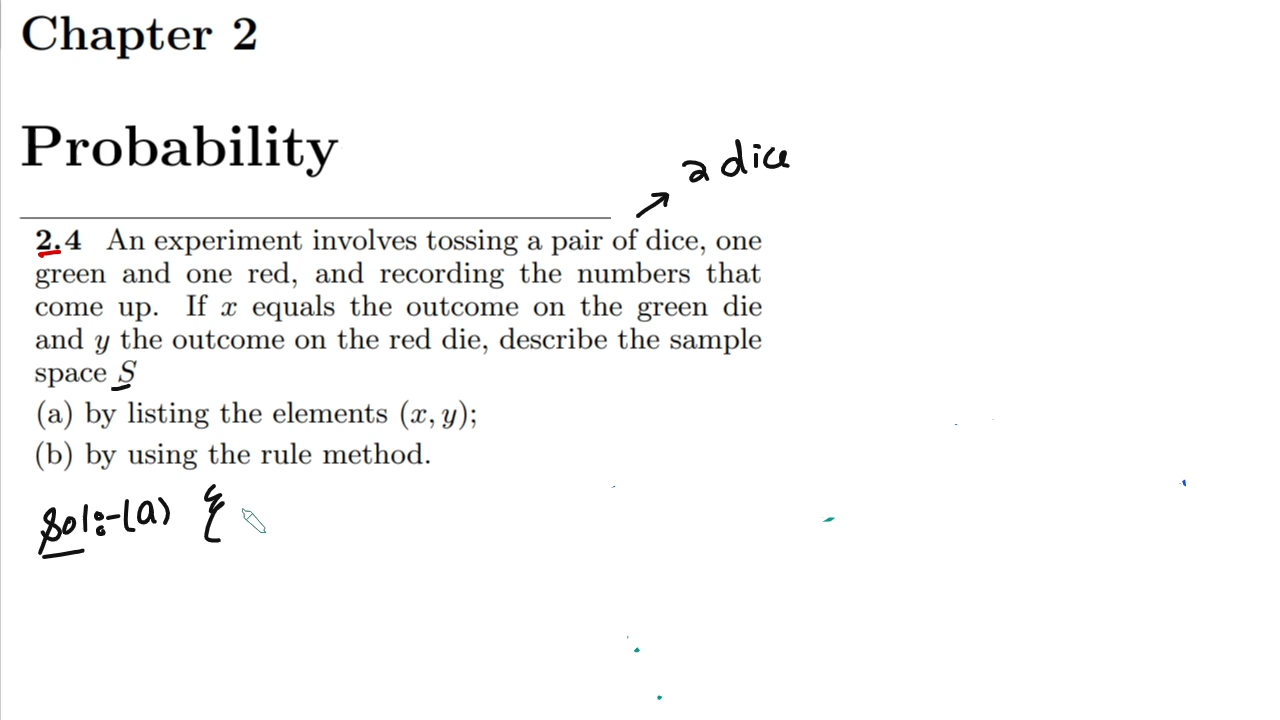 Chapter 2
Probability
2 dice
2.4 An experiment involves tossing a pair of dice, one
green and one red, and recording the numbers that
come up. If x equals the outcome on the green die
and y the outcome on the red die, describe the sample
space S
(a) by listing the elements (x, y);
(b) by using the rule method.
Sol:-(a) {